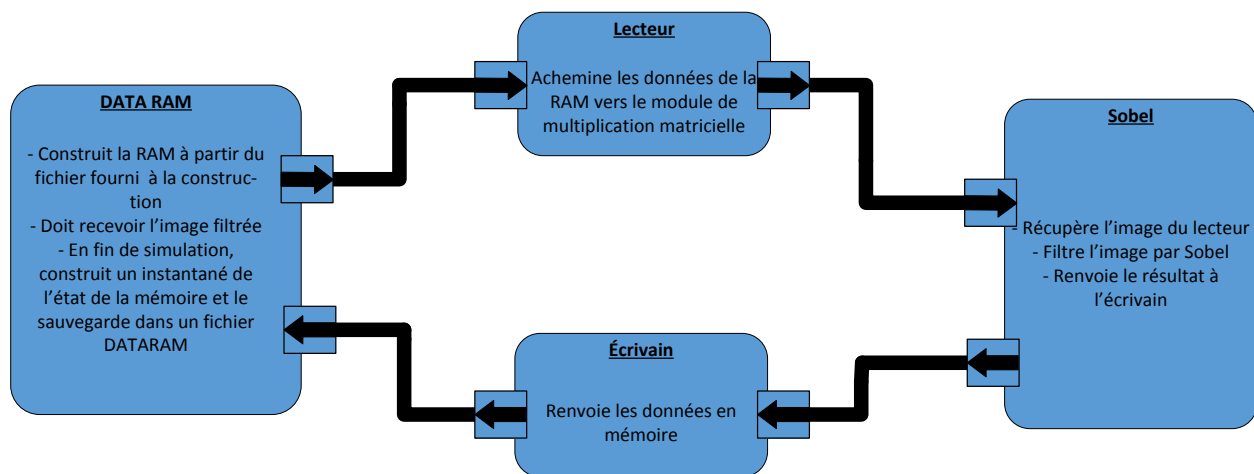 DATA RAM
- Construit la RAM à partir du
fichier fourni  à la construc-
tion
- Doit recevoir l’image filtrée
- En fin de simulation,
construit un instantané de
l’état de la mémoire et le
sauvegarde dans un fichier
DATARAM
Lecteur
Achemine les données de la
RAM vers le module de
multiplication matricielle
Sobel
- Récupère l’image du lecteur
- Filtre l’image par Sobel
- Renvoie le résultat à
l’écrivain
Écrivain
Renvoie les données en
mémoire